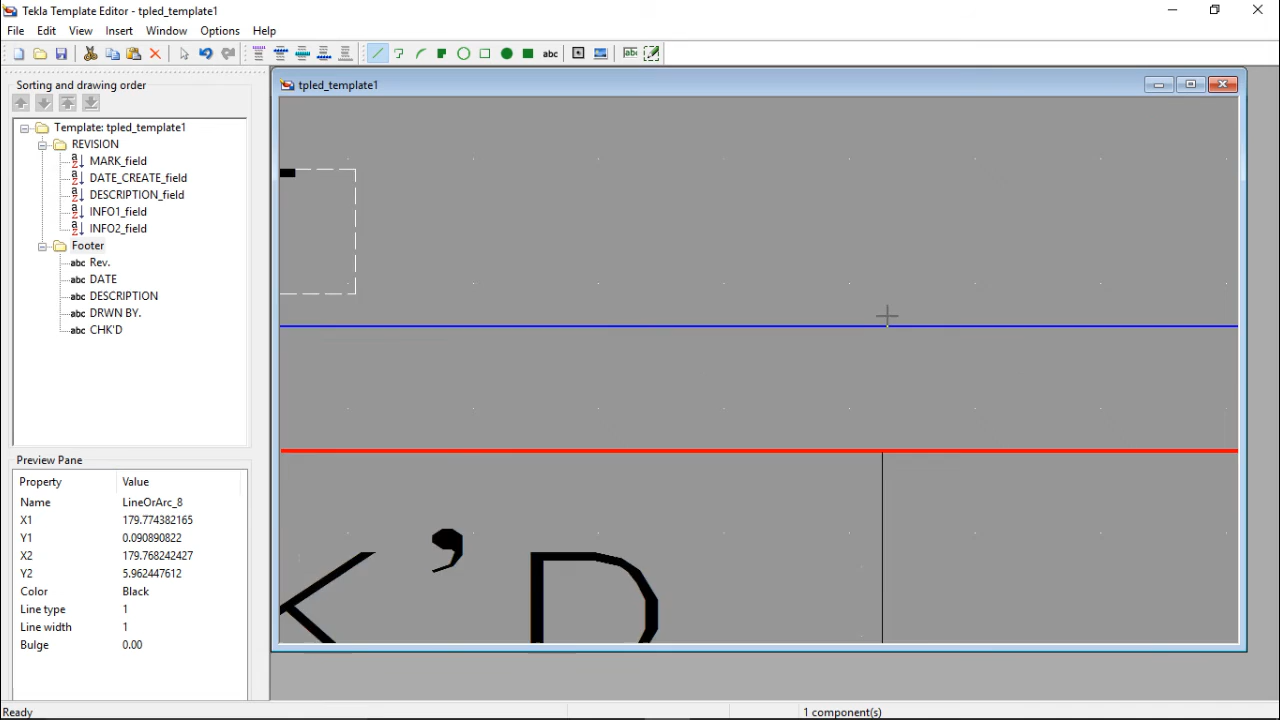 Tekla Template Editor - tpled_template1
File Edit View Insert Options Help
abc abc
Sorting and drawing order
tpled_template1
Template: tpled_template1
REVISION
MARK_field
DATE_CREATE_field
DESCRIPTION_field
INFO1_field
INFO2_field
Footer
abc Rev.
abc DATE
abc DESCRIPTION
abc DRWN BY.
abc CHK'D
K'D
Preview Pane
Property Value
Name LineOrArc_8
X1 179.774382165
Y1 0.090890822
X2 179.768242427
Y2 5.962447612
Color Black
Line type 1
Line width 1
Bulge 0.00
Ready 1 component(s)